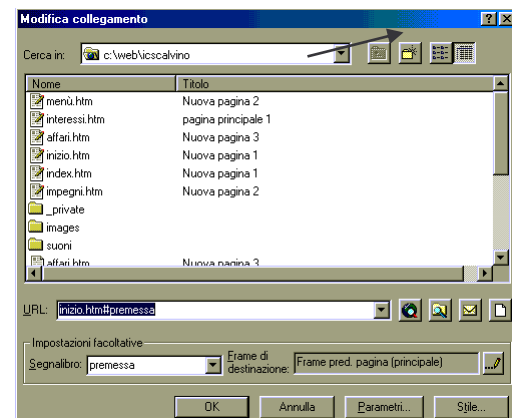 Modifica collegamento
Cerca in: c:\web\icscalvino
Nome Titolo
menù.htm Nuova pagina 2
interessi.htm pagina principale 1
affari.htm Nuova pagina 3
inizio.htm Nuova pagina 1
index.htm Nuova pagina 1
impegni.htm Nuova pagina 2
_private
images
suoni
affari.htm Nuova pagina 3
URL: inizio.htm#premessa
Impostazioni facoltative
Segnalibro: premessa
Frame di destinazione: Frame pred. pagina (principale)
OK Annulla Parametri... Stile...